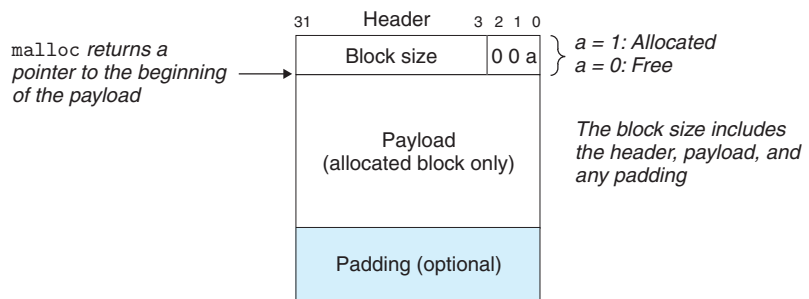 31 Header 3 2 1 0
malloc returns a
pointer to the beginning
of the payload
Block size 0 0 a
a = 1: Allocated
a = 0: Free
Payload
(allocated block only)
The block size includes
the header, payload, and
any padding
Padding (optional)